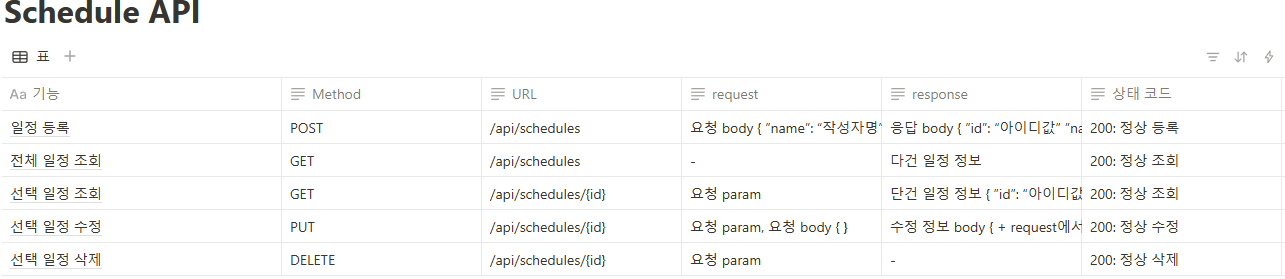 Schedule API
표
Aa 기능 Method URL request response 상태 코드
일정 등록 POST /api/schedules 요청 body { "name": “작성자명” 응답 body { "id": “아이디값” "na 200: 정상 등록
전체 일정 조회 GET /api/schedules - 다건 일정 정보 200: 정상 조회
선택 일정 조회 GET /api/schedules/{id} 요청 param 단건 일정 정보 { "id": “아이디값 200: 정상 조회
선택 일정 수정 PUT /api/schedules/{id} 요청 param, 요청 body { } 수정 정보 body { + request에서 200: 정상 수정
선택 일정 삭제 DELETE /api/schedules/{id} 요청 param - 200: 정상 삭제